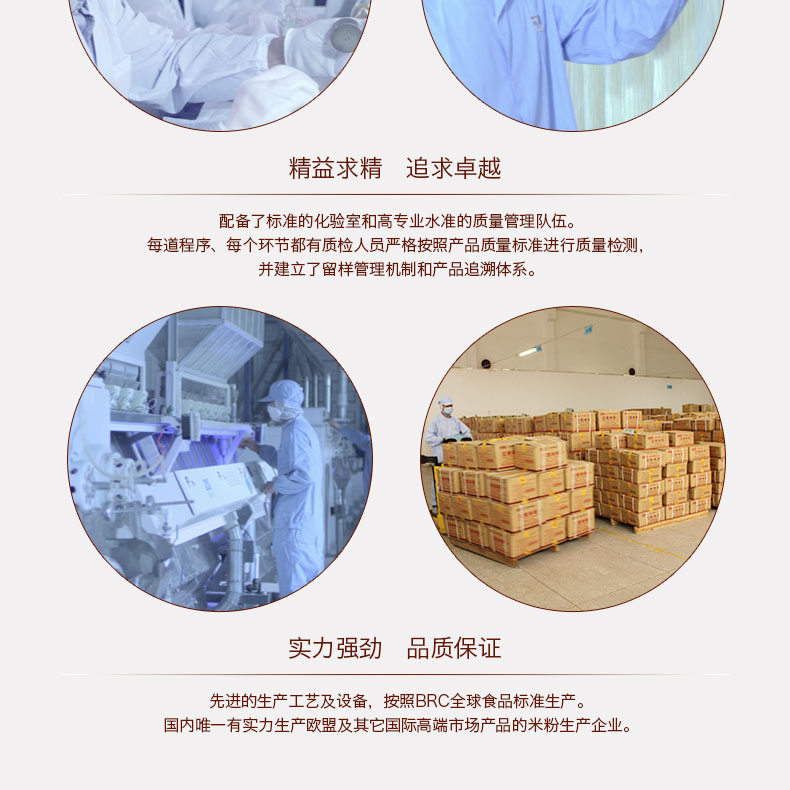 精益求精 追求卓越
配备了标准的化验室和高专业水准的质量管理队伍。
每道程序、每个环节都有质检人员严格按照产品质量标准进行质量检测，
并建立了留样管理机制和产品追溯体系。
实力强劲 品质保证
先进的生产工艺及设备，按照BRC全球食品标准生产。
国内唯一有实力生产欧盟及其它国际高端市场产品的米粉生产企业。